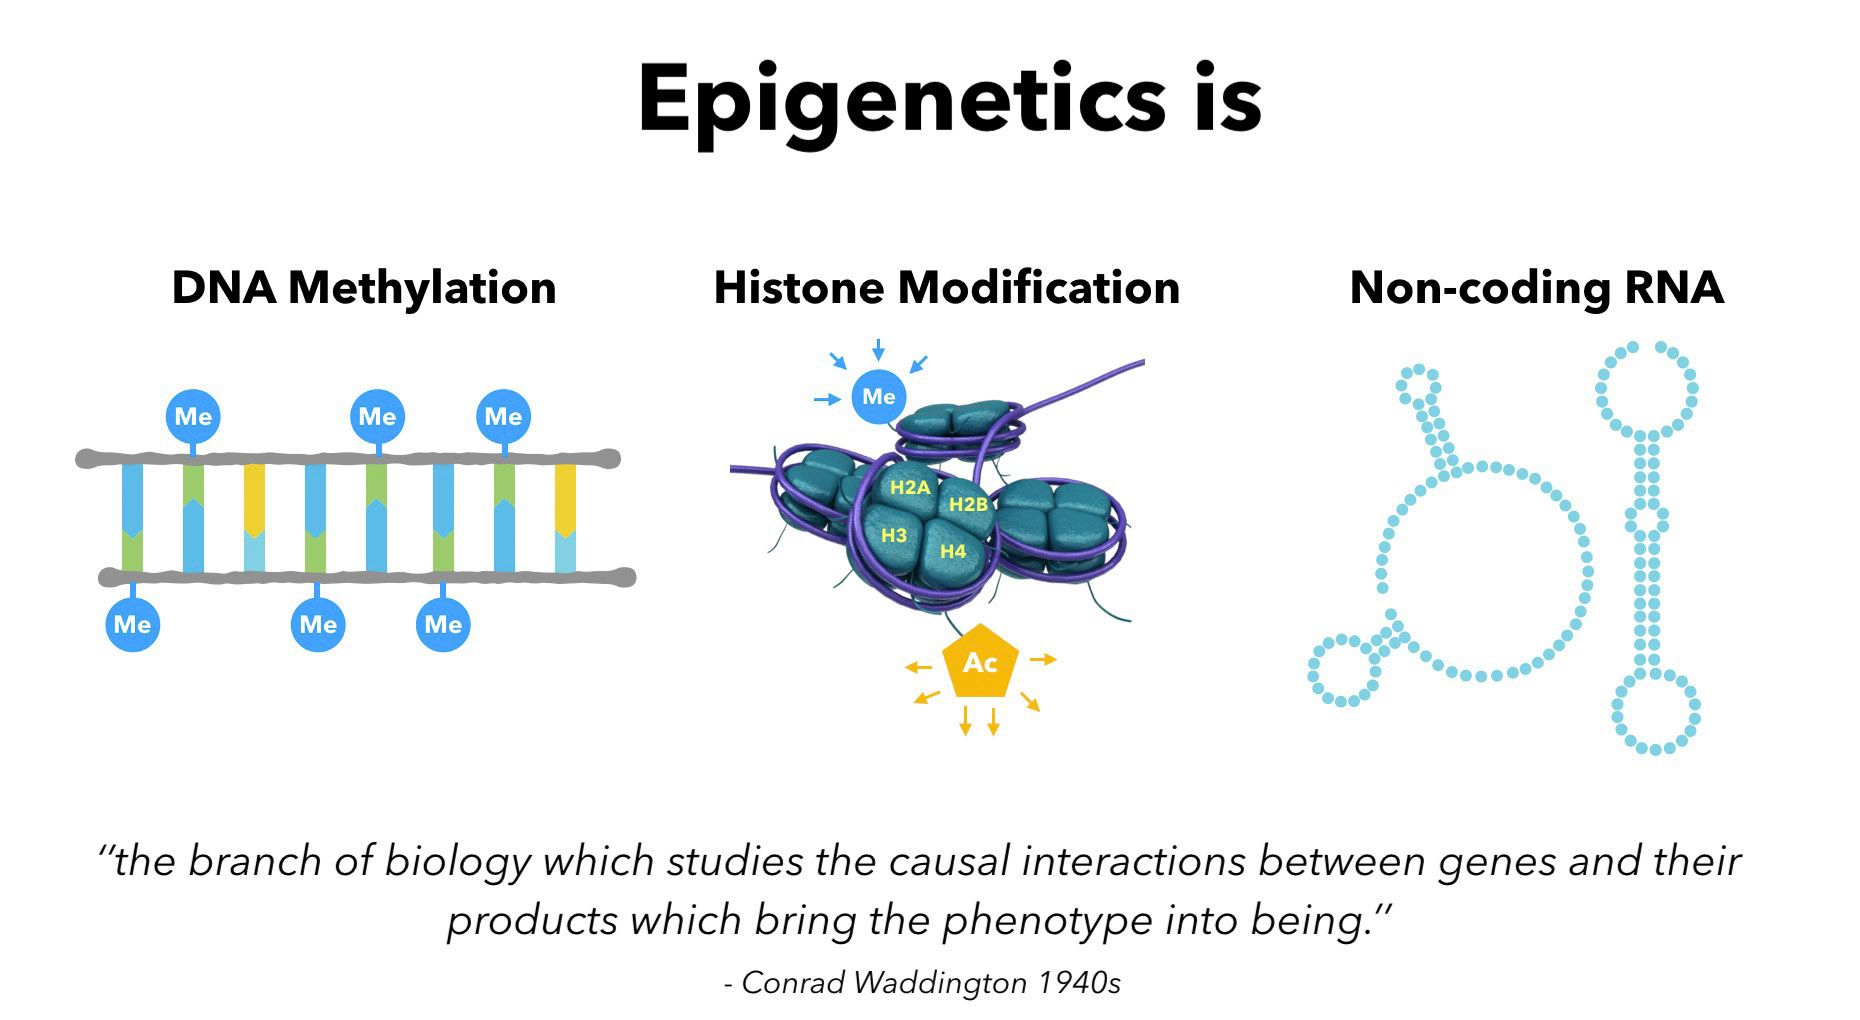 Epigenetics is
DNA Methylation
Histone Modification
Non-coding RNA
Me
Me
Me
Me
Me
Me
Me
H2A
H2B
H3
H4
Ac
“the branch of biology which studies the causal interactions between genes and their
products which bring the phenotype into being.”
- Conrad Waddington 1940s